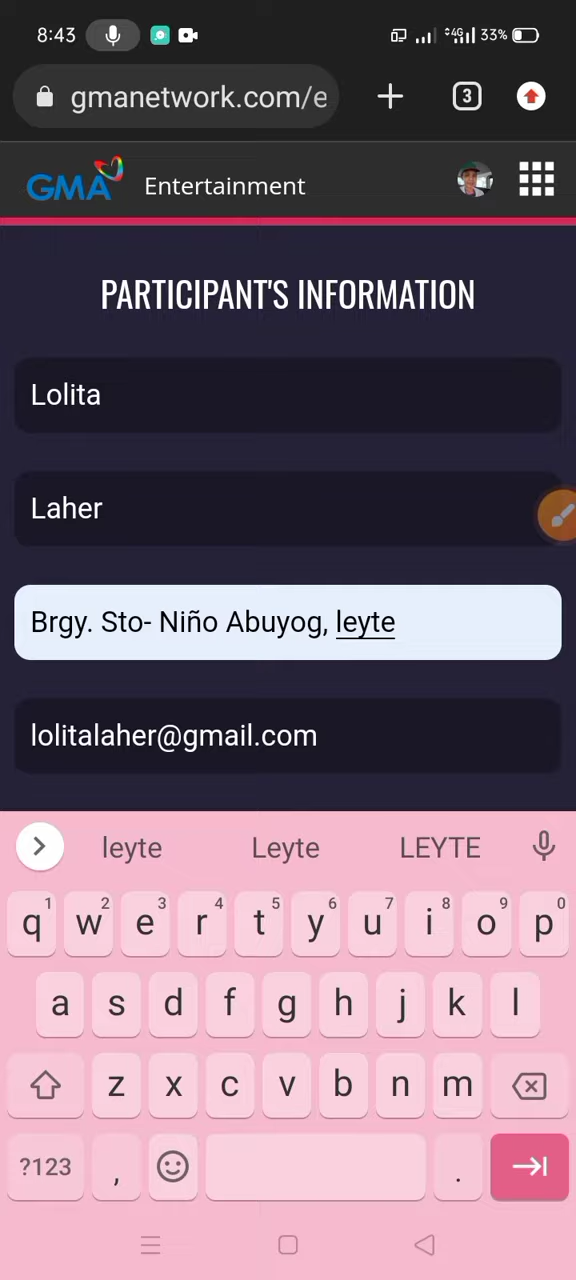 8:43 4G 33%
gmanetwork.com/e 3
GMA Entertainment
PARTICIPANT'S INFORMATION
Lolita
Laher
Brgy. Sto- Niño Abuyog, leyte
lolitalaher@gmail.com
leyte Leyte LEYTE
1 2 3 4 5 6 7 8 9 0
q w e r t y u i o p
a s d f g h j k l
z x c v b n m
?123 , .